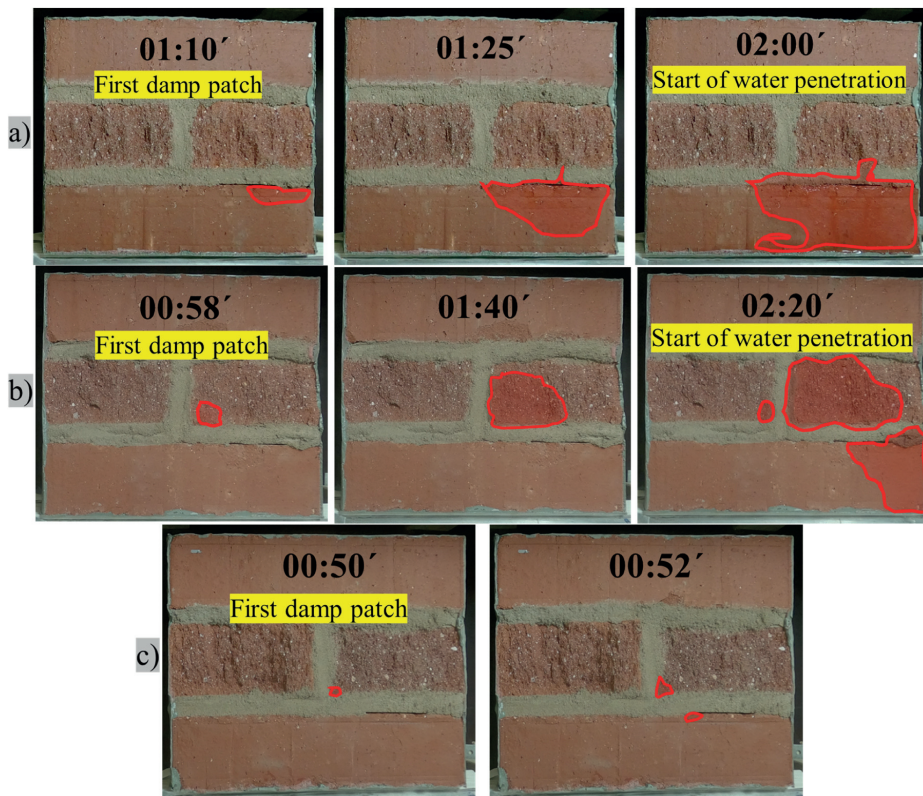 a)
01:10´
First damp patch
01:25´
02:00´
Start of water penetration
b)
00:58´
First damp patch
01:40´
02:20´
Start of water penetration
c)
00:50´
First damp patch
00:52´